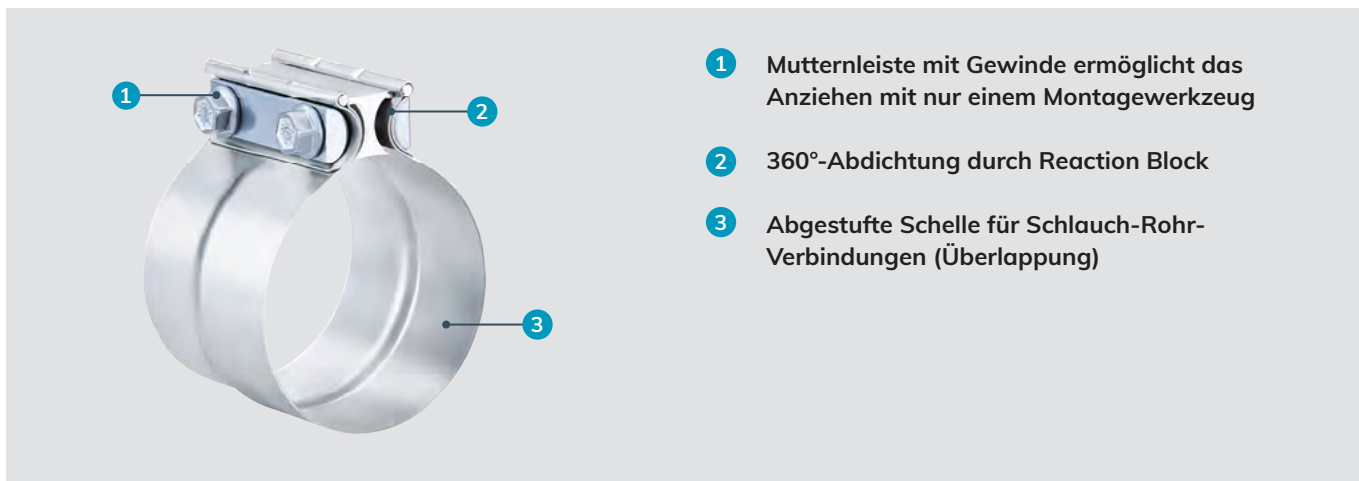 1 Mutternleiste mit Gewinde ermöglicht das
Anziehen mit nur einem Montagewerkzeug
2 360°-Abdichtung durch Reaction Block
3 Abgestufte Schelle für Schlauch-Rohr-
Verbindungen (Überlappung)
1
2
3